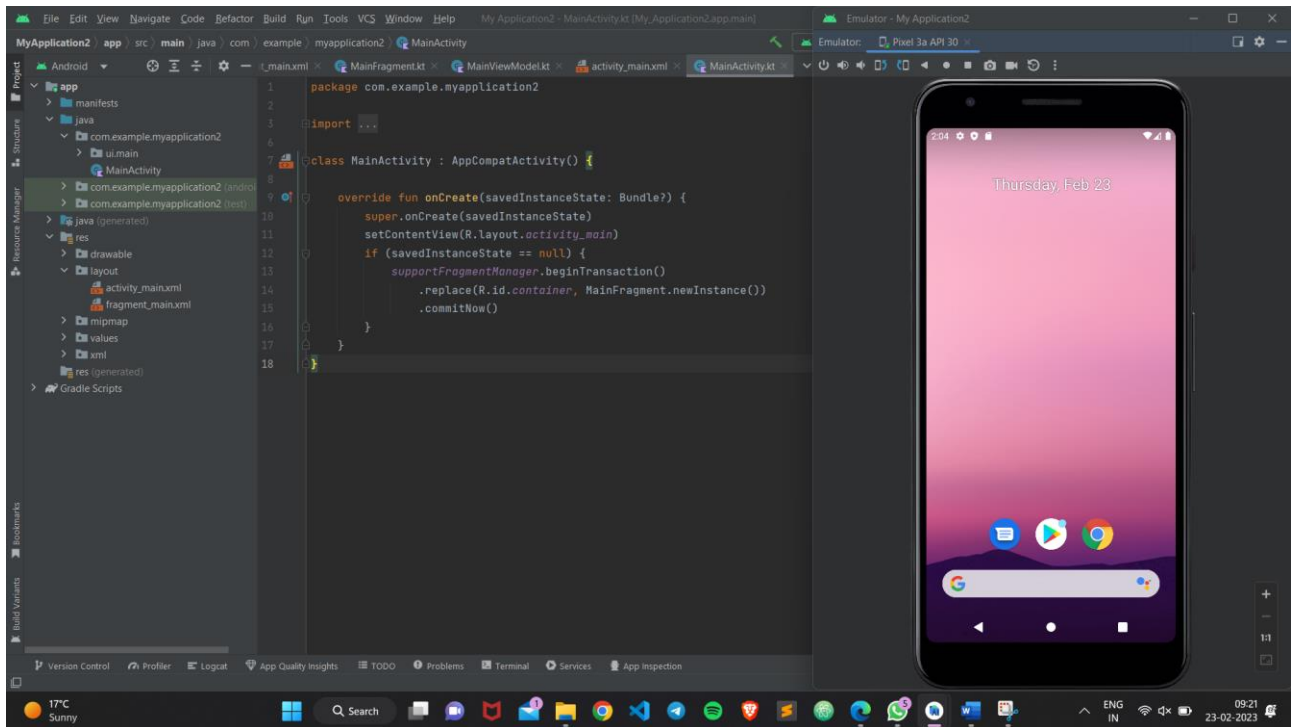 File Edit View Navigate Code Refactor Build Run Tools VCS Window Help My Application2 - MainActivity.kt [My_Application2.app.main]
MyApplication2 app src main java com example myapplication2 MainActivity
Project
Structure
Resource Manager
Bookmarks
Build Variants
Android
app
manifests
java
com.example.myapplication2
ui.main
MainActivity
com.example.myapplication2 (androi
com.example.myapplication2 (test)
java (generated)
res
drawable
layout
activity_main.xml
fragment_main.xml
mipmap
values
xml
res (generated)
Gradle Scripts
t_main.xml MainFragment.kt MainViewModel.kt activity_main.xml MainActivity.kt
1 package com.example.myapplication2
2
3 import ...
6
7 class MainActivity : AppCompatActivity() {
8
9 override fun onCreate(savedInstanceState: Bundle?) {
10 super.onCreate(savedInstanceState)
11 setContentView(R.layout.activity_main)
12 if (savedInstanceState == null) {
13 supportFragmentManager.beginTransaction()
14 .replace(R.id.container, MainFragment.newInstance())
15 .commitNow()
16 }
17 }
18 }
Emulator - My Application2
Emulator: Pixel 3a API 30
2:04
Thursday, Feb 23
1:1
Version Control Profiler Logcat App Quality Insights TODO Problems Terminal Services App Inspection
17°C
Sunny
Search
1
5
ENG
IN
09:21
23-02-2023